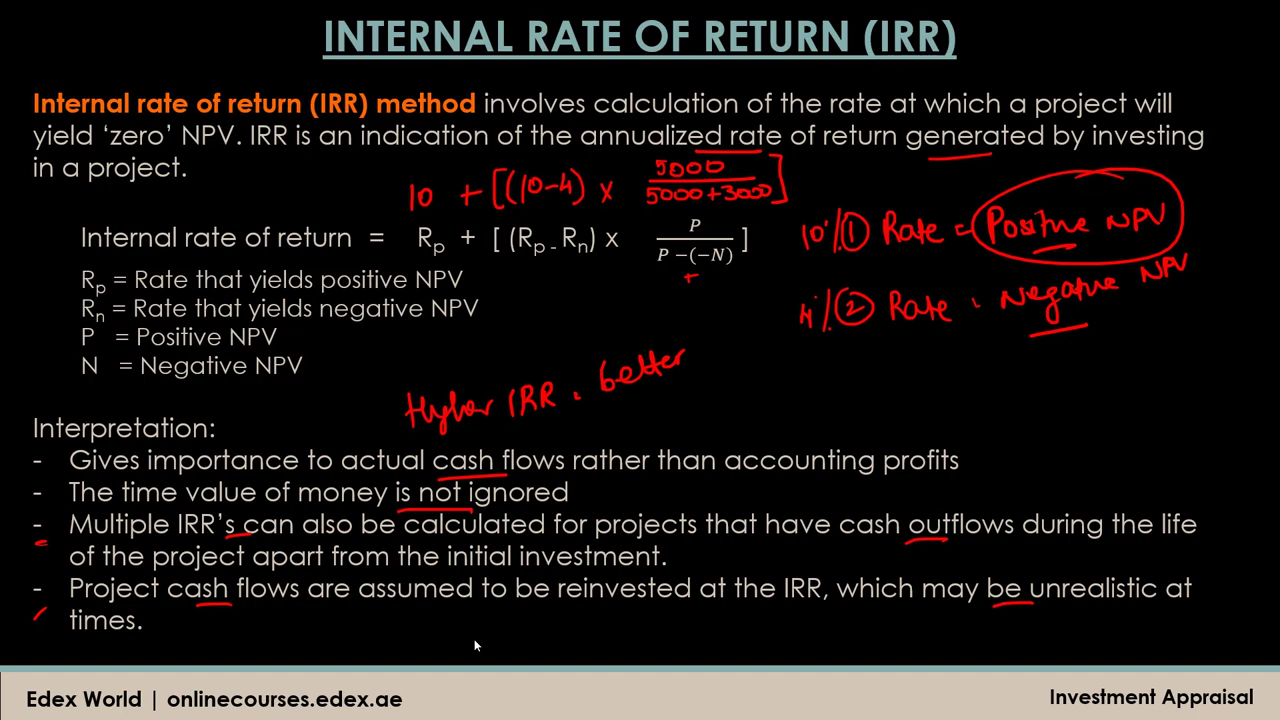 INTERNAL RATE OF RETURN (IRR)
Internal rate of return (IRR) method involves calculation of the rate at which a project will
yield ‘zero’ NPV. IRR is an indication of the annualized rate of return generated by investing
in a project.
10 + [(10-4) x 5000 / 5000+3000]
Internal rate of return = Rp + [ (Rp - Rn) x P / P -(-N) ]
+
10% ① Rate = Positive NPV
4% ② Rate = Negative NPV
Rp = Rate that yields positive NPV
Rn = Rate that yields negative NPV
P = Positive NPV
N = Negative NPV
Higher IRR = better
Interpretation:
- Gives importance to actual cash flows rather than accounting profits
- The time value of money is not ignored
- Multiple IRR’s can also be calculated for projects that have cash outflows during the life
of the project apart from the initial investment.
- Project cash flows are assumed to be reinvested at the IRR, which may be unrealistic at
times.
Edex World | onlinecourses.edex.ae
Investment Appraisal